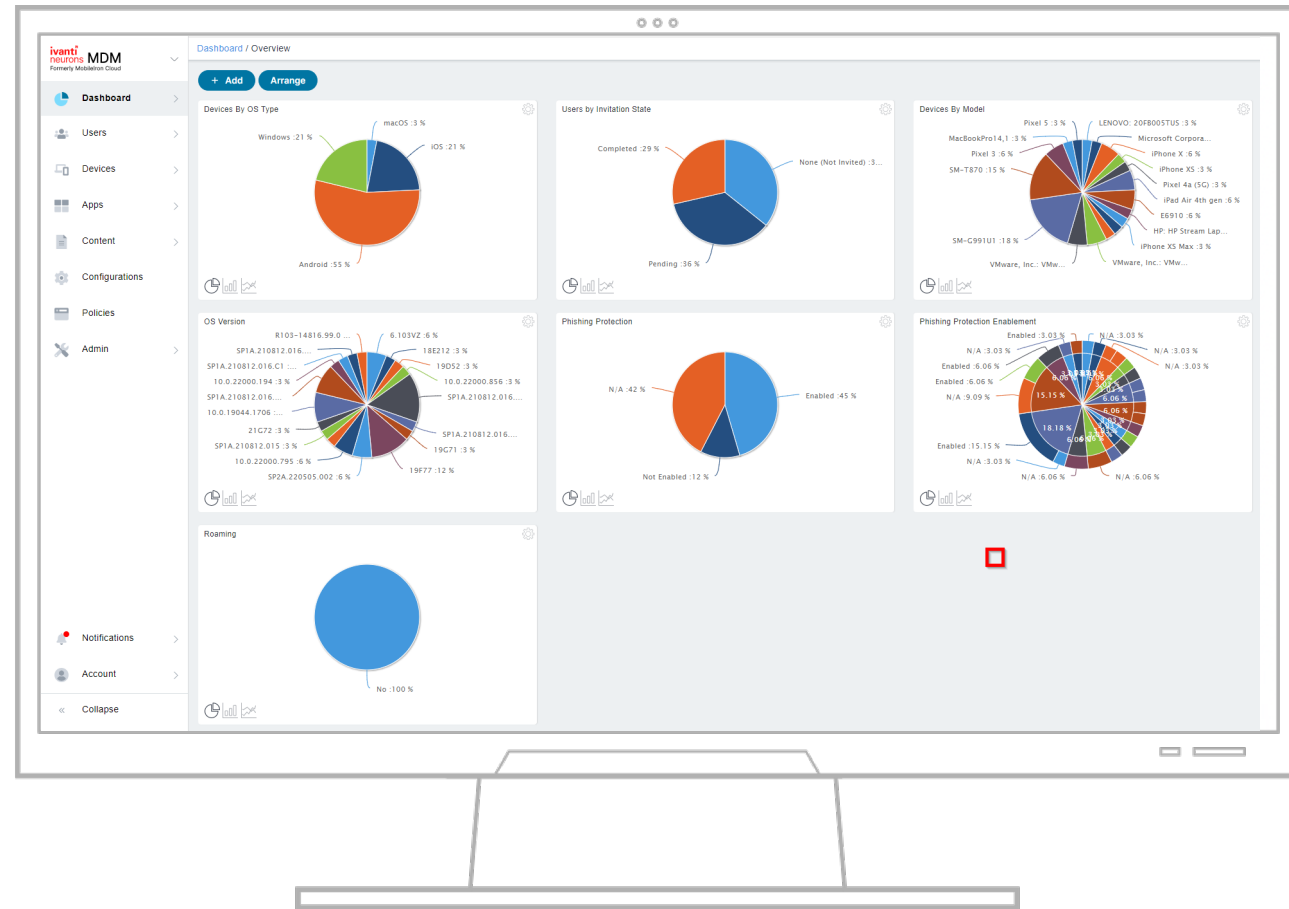 ivanti
neurons MDM
Formerly MobileIron Cloud
Dashboard
Users
Devices
Apps
Content
Configurations
Policies
Admin
Notifications
Account
« Collapse
Dashboard / Overview
+ Add
Arrange
Devices By OS Type
macOS :3 %
Windows :21 %
iOS :21 %
Android :55 %
Users by Invitation State
Completed :29 %
None (Not Invited) :3...
Pending :36 %
Devices By Model
Pixel 5 :3 %
LENOVO: 20FB005TUS :3 %
MacBookPro14,1 :3 %
Microsoft Corpora...
Pixel 3 :6 %
iPhone X :6 %
SM-T870 :15 %
iPhone XS :3 %
Pixel 4a (5G) :3 %
iPad Air 4th gen :6 %
E6910 :6 %
HP: HP Stream Lap...
SM-G991U1 :18 %
iPhone XS Max :3 %
VMware, Inc.: VMw...
VMware, Inc.: VMw...
OS Version
R103-14816.99.0 ...
6.103VZ :6 %
SP1A.210812.016....
18E212 :3 %
SP1A.210812.016.C1 :...
19D52 :3 %
10.0.22000.194 :3 %
10.0.22000.856 :3 %
SP1A.210812.016....
SP1A.210812.016....
10.0.19044.1706 :...
21G72 :3 %
SP1A.210812.016....
SP1A.210812.015 :3 %
19G71 :3 %
10.0.22000.795 :6 %
19F77 :12 %
SP2A.220505.002 :6 %
Phishing Protection
N/A :42 %
Enabled :45 %
Not Enabled :12 %
Phishing Protection Enablement
Enabled :3.03 %
N/A :3.03 %
N/A :3.03 %
N/A :3.03 %
Enabled :6.06 %
N/A :3.03 %
Enabled :6.06 %
N/A :9.09 %
15.15 %
6.06 %
6.06 %
18.18 %
Enabled :15.15 %
N/A :3.03 %
N/A :6.06 %
N/A :6.06 %
Roaming
No :100 %